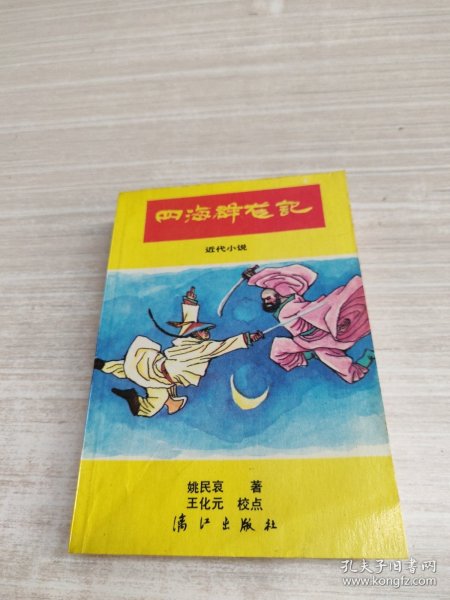 四海群龙記
近代小说
姚民哀 著
王化元 校点
漓江出版社
孔夫子旧书网
www.kongfz.com